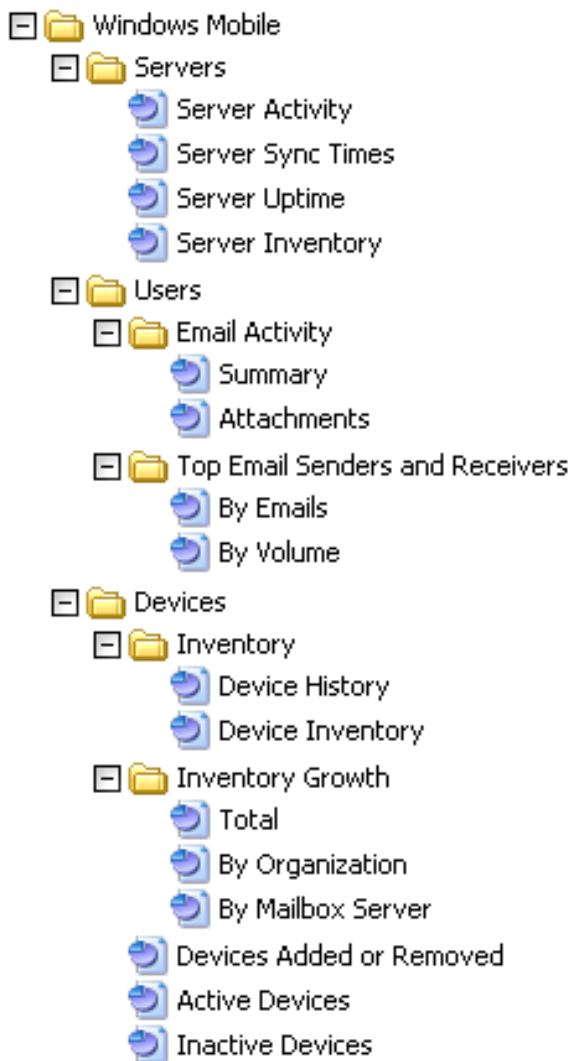 Windows Mobile
Servers
Server Activity
Server Sync Times
Server Uptime
Server Inventory
Users
Email Activity
Summary
Attachments
Top Email Senders and Receivers
By Emails
By Volume
Devices
Inventory
Device History
Device Inventory
Inventory Growth
Total
By Organization
By Mailbox Server
Devices Added or Removed
Active Devices
Inactive Devices